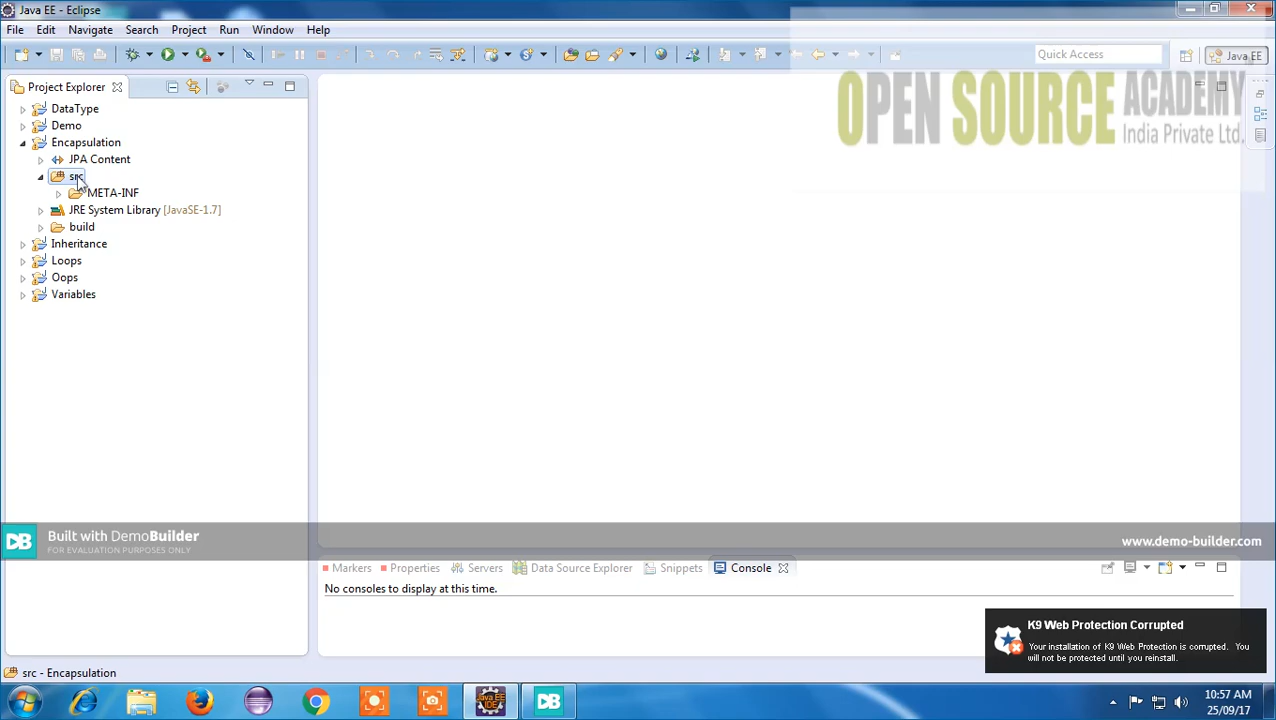 Java EE - Eclipse
File Edit Navigate Search Project Run Window Help
Quick Access
Java EE
OPEN SOURCE ACADEMY
India Private Ltd.
Project Explorer
DataType
Demo
Encapsulation
JPA Content
src
META-INF
JRE System Library [JavaSE-1.7]
build
Inheritance
Loops
Oops
Variables
DB
Built with DemoBuilder
FOR EVALUATION PURPOSES ONLY
www.demo-builder.com
Markers Properties Servers Data Source Explorer Snippets Console
No consoles to display at this time.
K9 Web Protection Corrupted
Your installation of K9 Web Protection is corrupted. You
will not be protected until you reinstall.
src - Encapsulation
Java EE
IDE
DB
10:57 AM
25/09/17